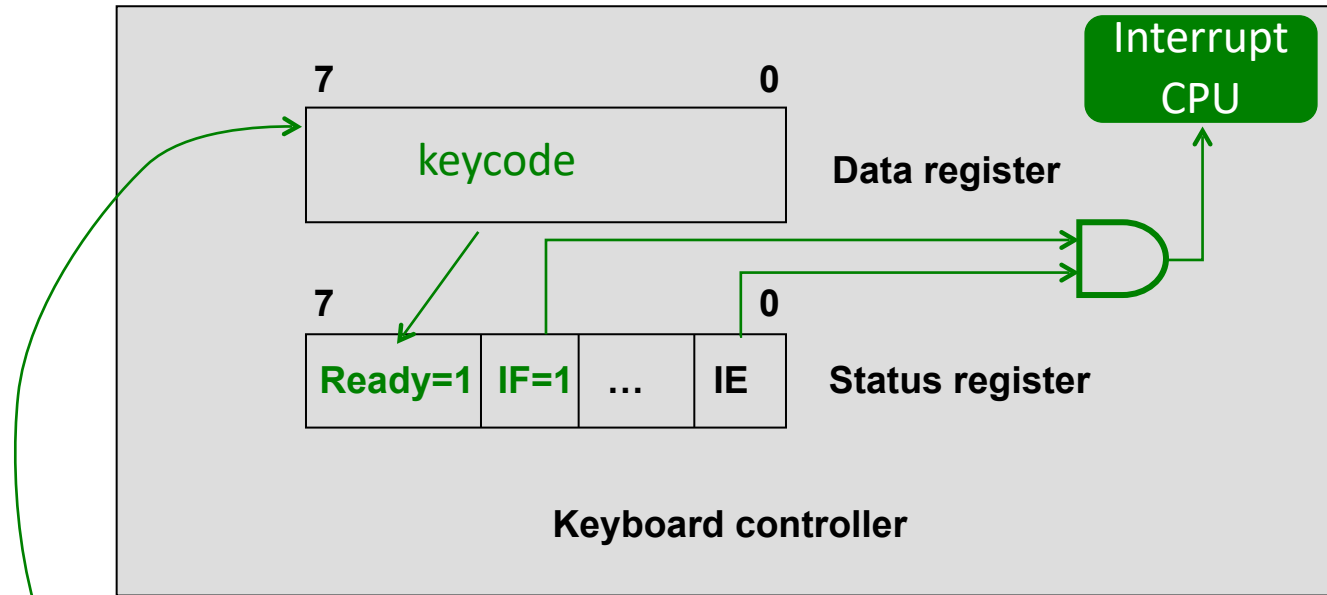 Interrupt
CPU
7 0
keycode
Data register
7 0
Ready=1 IF=1 … IE
Status register
Keyboard controller